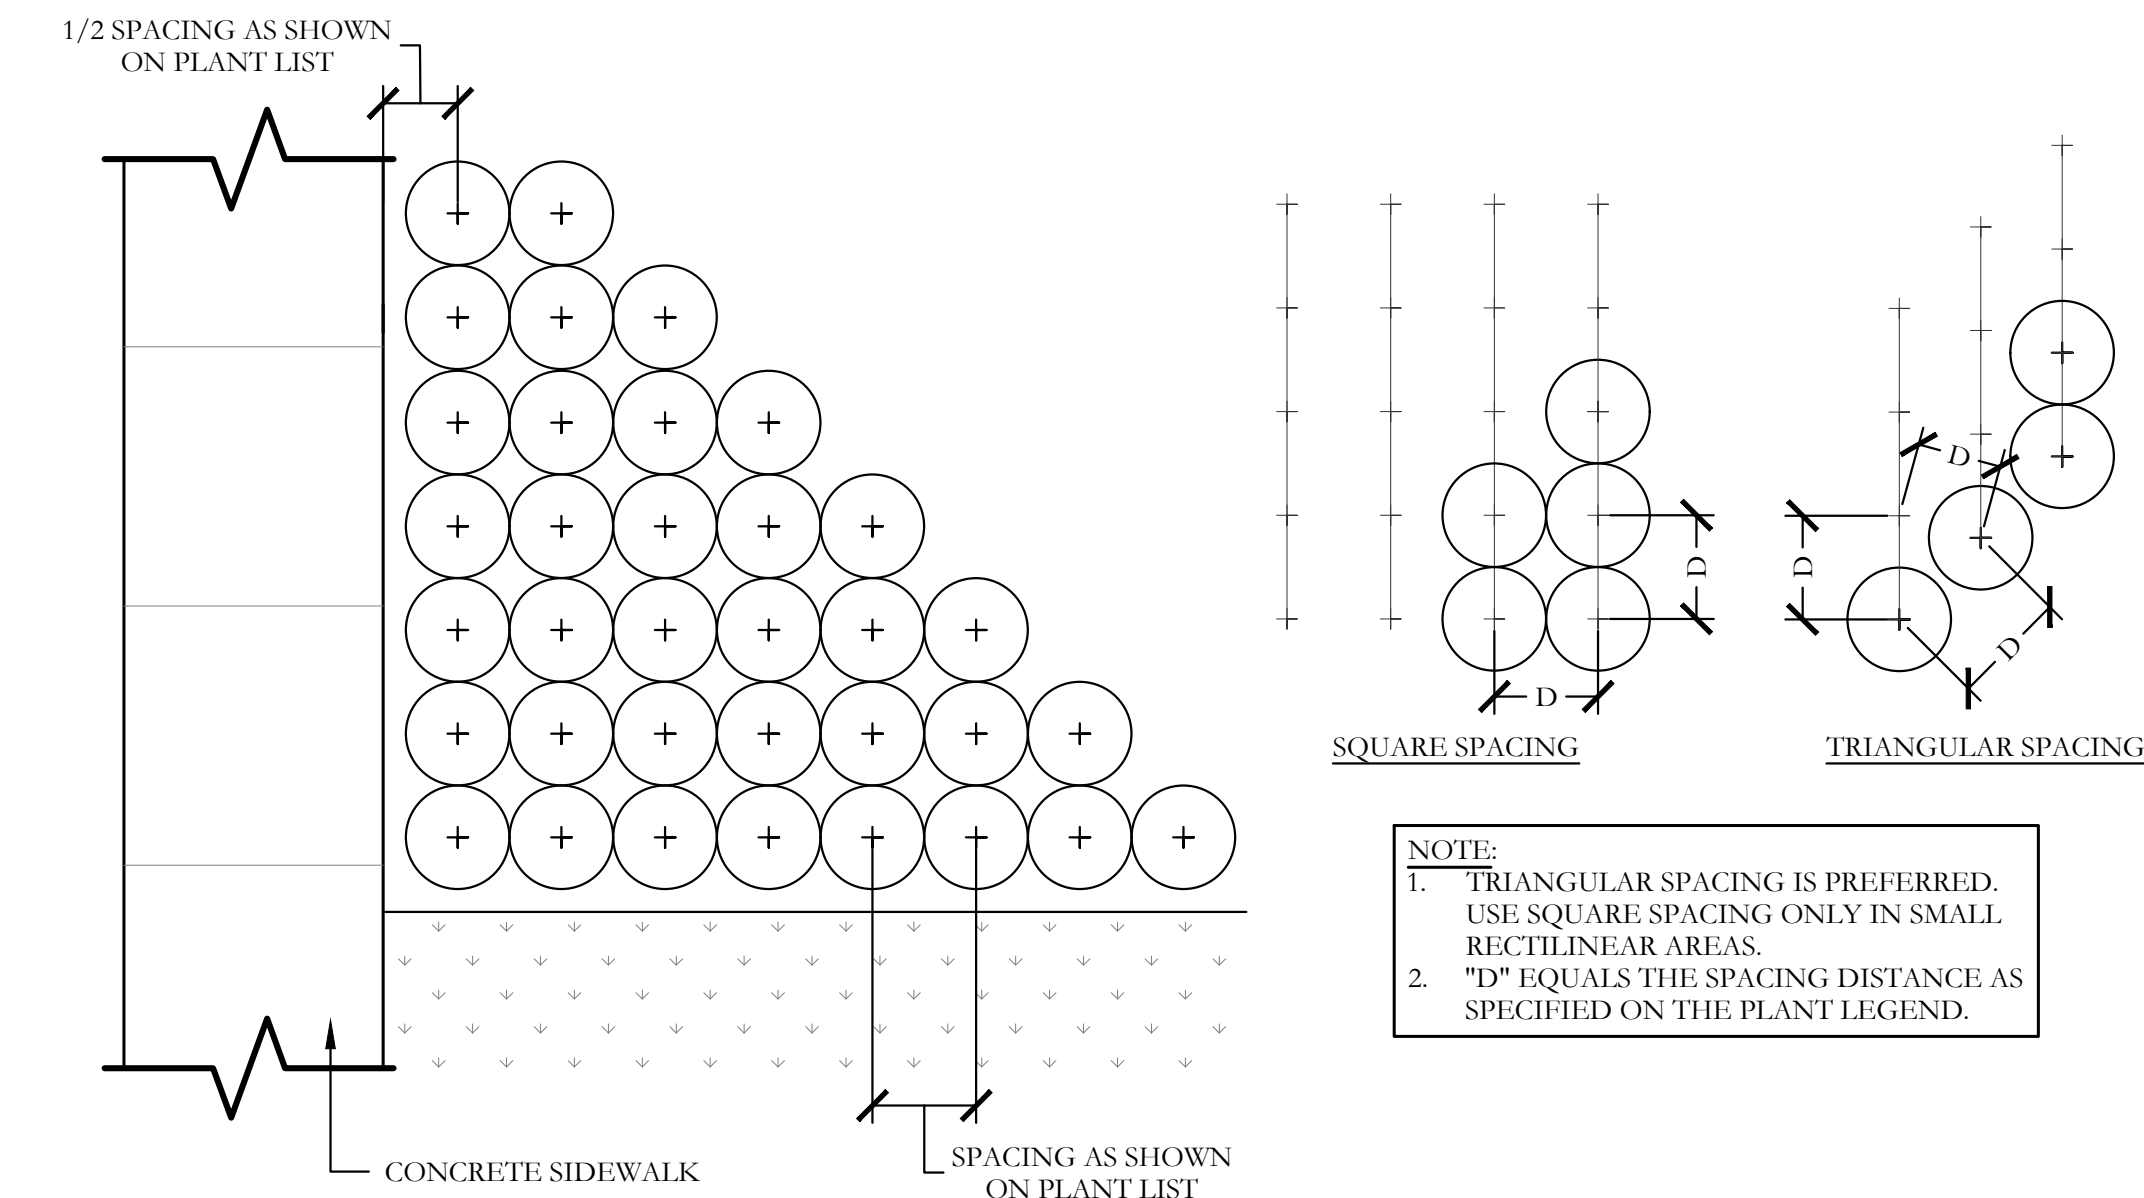 1/2 SPACING AS SHOWN
ON PLANT LIST
D
D
D
D
D
SQUARE SPACING
TRIANGULAR SPACING
NOTE:
1. TRIANGULAR SPACING IS PREFERRED.
USE SQUARE SPACING ONLY IN SMALL
RECTILINEAR AREAS.
2. "D" EQUALS THE SPACING DISTANCE AS
SPECIFIED ON THE PLANT LEGEND.
CONCRETE SIDEWALK
SPACING AS SHOWN
ON PLANT LIST